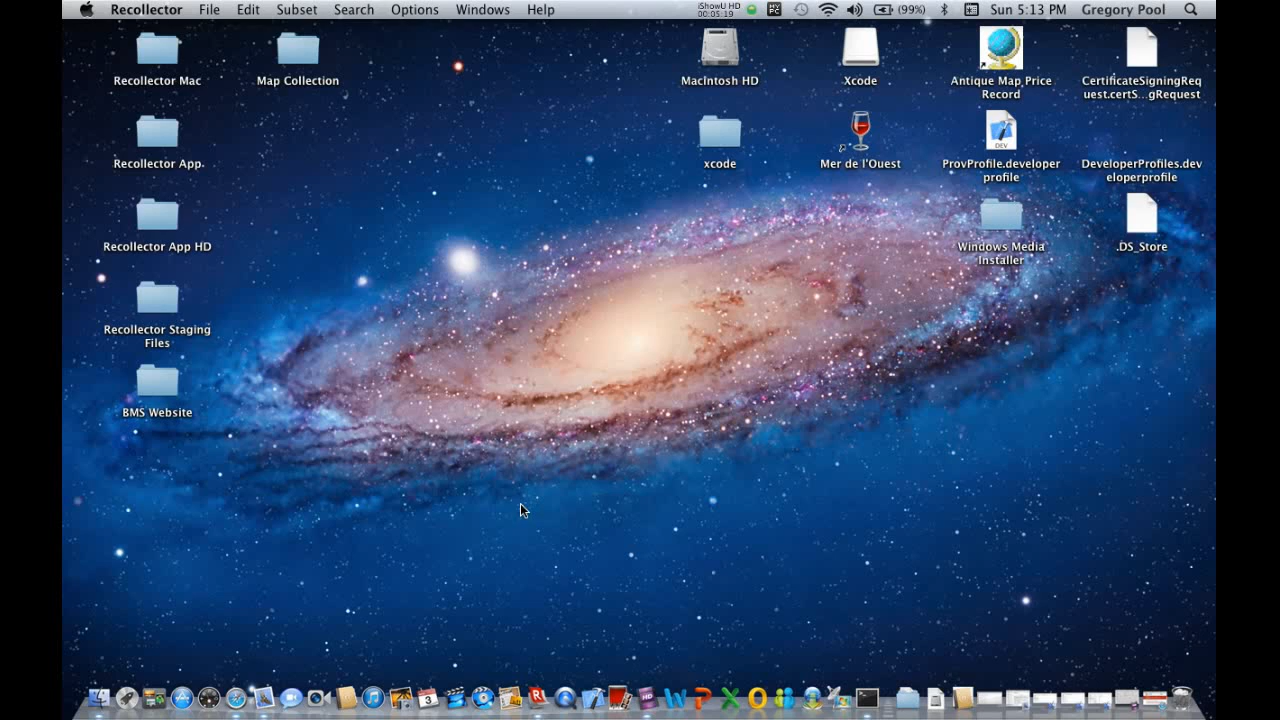 Recollector File Edit Subset Search Options Windows Help iShowU HD 00:05:19 (99%) Sun 5:13 PM Gregory Pool
Recollector Mac
Map Collection
MacIntosh HD
Xcode
Antique Map Price
Record
CertificateSigningReq
uest.certS...gRequest
Recollector App
xcode
Mer de l'Ouest
DEV
ProvProfile.developer
profile
DeveloperProfiles.dev
eloperprofile
Recollector App HD
Windows Media
Installer
.DS_Store
Recollector Staging
Files
BMS Website
3
HD